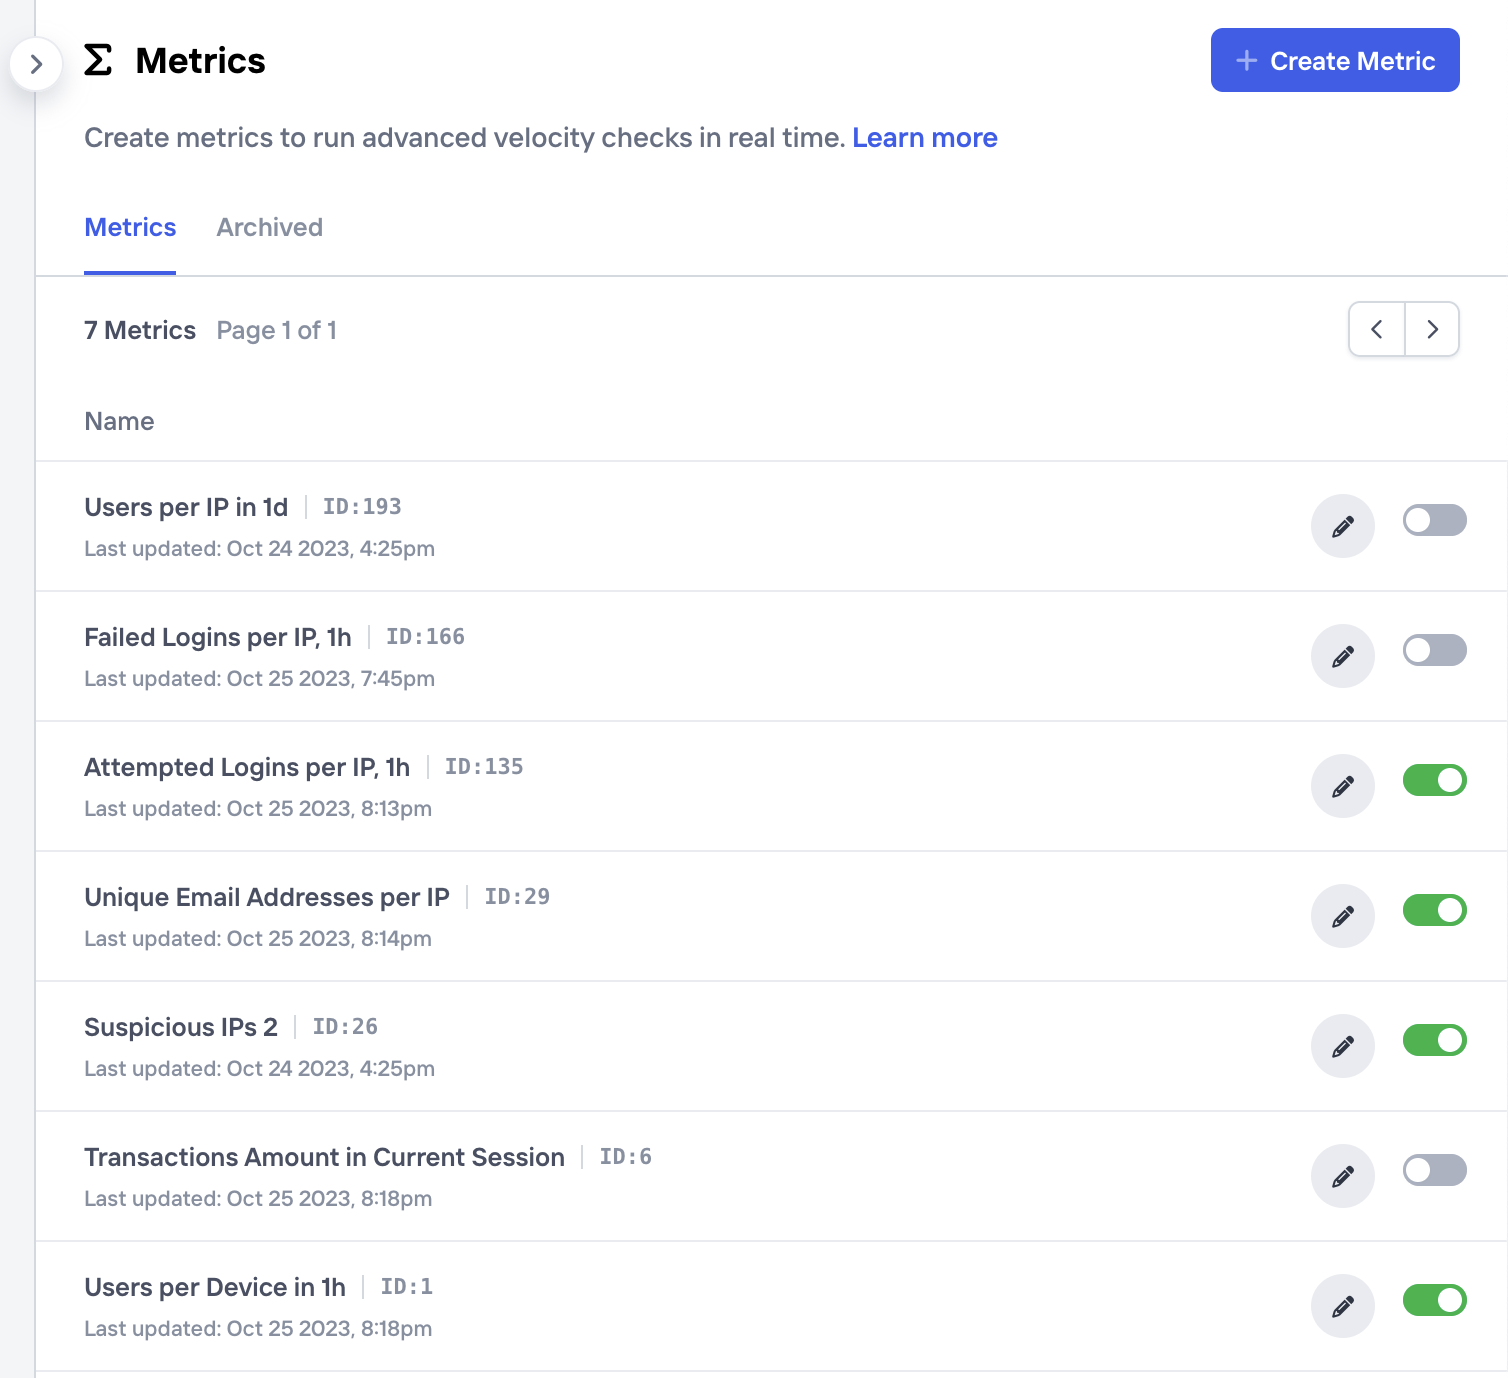 Metrics
+ Create Metric
Create metrics to run advanced velocity checks in real time. Learn more
Metrics Archived
7 Metrics Page 1 of 1
Name
Users per IP in 1d ID:193
Last updated: Oct 24 2023, 4:25pm
Failed Logins per IP, 1h ID:166
Last updated: Oct 25 2023, 7:45pm
Attempted Logins per IP, 1h ID:135
Last updated: Oct 25 2023, 8:13pm
Unique Email Addresses per IP ID:29
Last updated: Oct 25 2023, 8:14pm
Suspicious IPs 2 ID:26
Last updated: Oct 24 2023, 4:25pm
Transactions Amount in Current Session ID:6
Last updated: Oct 25 2023, 8:18pm
Users per Device in 1h ID:1
Last updated: Oct 25 2023, 8:18pm